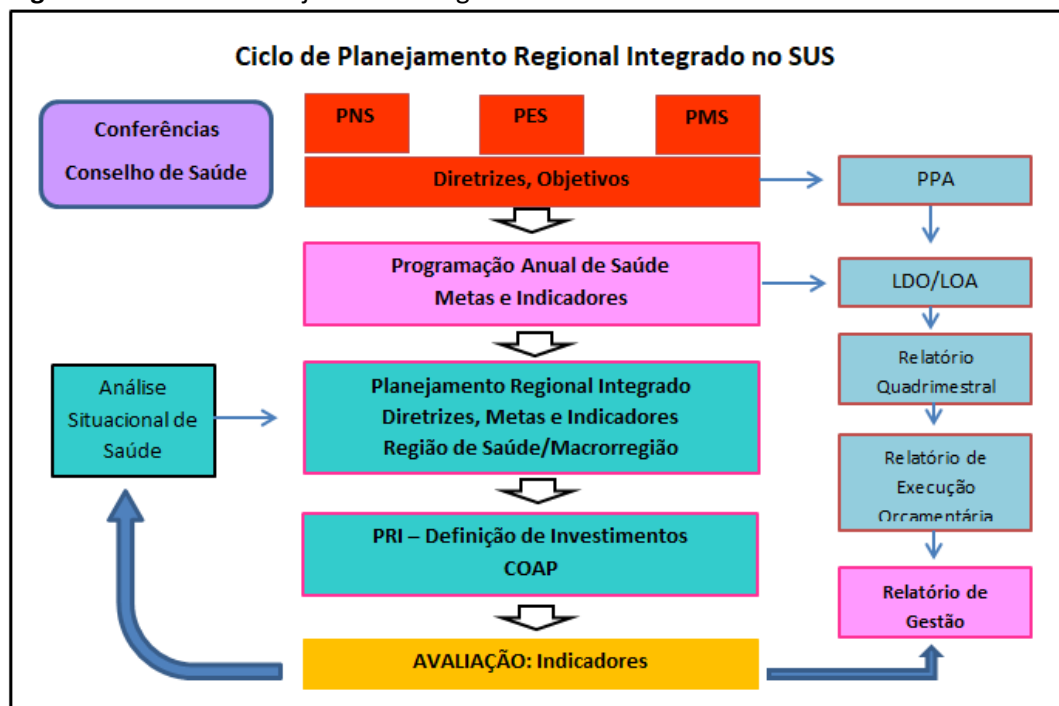 Ciclo de Planejamento Regional Integrado no SUS
Conferências
Conselho de Saúde
PNS
PES
PMS
Diretrizes, Objetivos
PPA
Programação Anual de Saúde
Metas e Indicadores
LDO/LOA
Relatório
Quadrimestral
Análise
Situacional de
Saúde
Planejamento Regional Integrado
Diretrizes, Metas e Indicadores
Região de Saúde/Macrorregião
Relatório de
Execução
Orçamentária
PRI – Definição de Investimentos
COAP
Relatório de
Gestão
AVALIAÇÃO: Indicadores